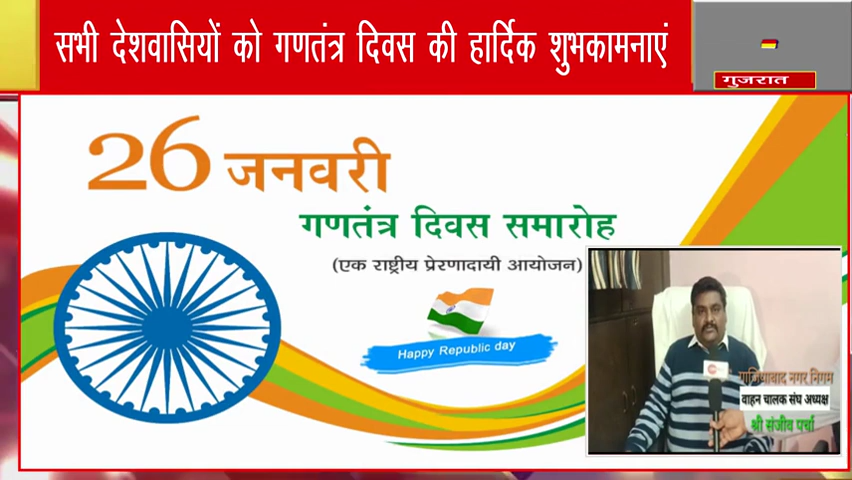 सभी देशवासियों को गणतंत्र दिवस की हार्दिक शुभकामनाएं
गुजरात
26 जनवरी
गणतंत्र दिवस समारोह
(एक राष्ट्रीय प्रेरणादायी आयोजन)
Happy Republic day
गाजियाबाद नगर निगम
वाहन चालक संघ अध्यक्ष
श्री संजीव पर्चा